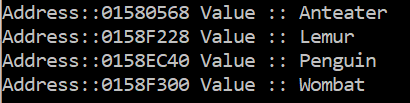 Address::01580568 Value :: Anteater
Address::0158F228 Value :: Lemur
Address::0158EC40 Value :: Penguin
Address::0158F300 Value :: Wombat